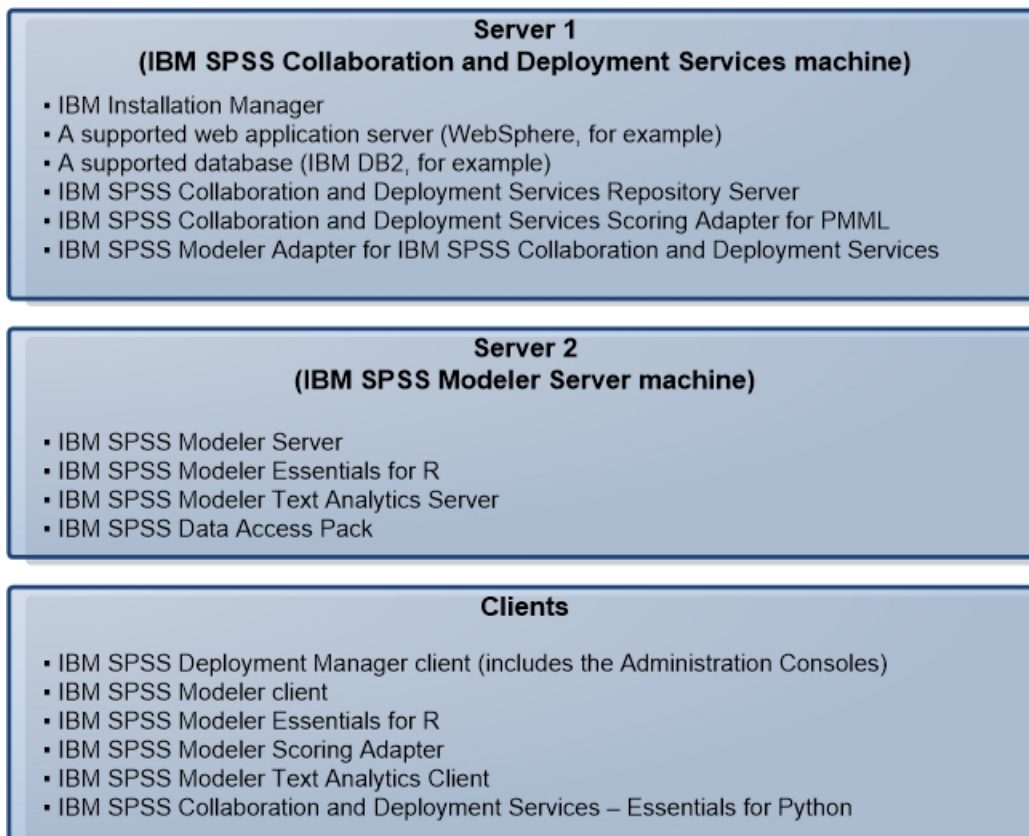 Server 1
(IBM SPSS Collaboration and Deployment Services machine)
▪ IBM Installation Manager
▪ A supported web application server (WebSphere, for example)
▪ A supported database (IBM DB2, for example)
▪ IBM SPSS Collaboration and Deployment Services Repository Server
▪ IBM SPSS Collaboration and Deployment Services Scoring Adapter for PMML
▪ IBM SPSS Modeler Adapter for IBM SPSS Collaboration and Deployment Services
Server 2
(IBM SPSS Modeler Server machine)
▪ IBM SPSS Modeler Server
▪ IBM SPSS Modeler Essentials for R
▪ IBM SPSS Modeler Text Analytics Server
▪ IBM SPSS Data Access Pack
Clients
▪ IBM SPSS Deployment Manager client (includes the Administration Consoles)
▪ IBM SPSS Modeler client
▪ IBM SPSS Modeler Essentials for R
▪ IBM SPSS Modeler Scoring Adapter
▪ IBM SPSS Modeler Text Analytics Client
▪ IBM SPSS Collaboration and Deployment Services – Essentials for Python